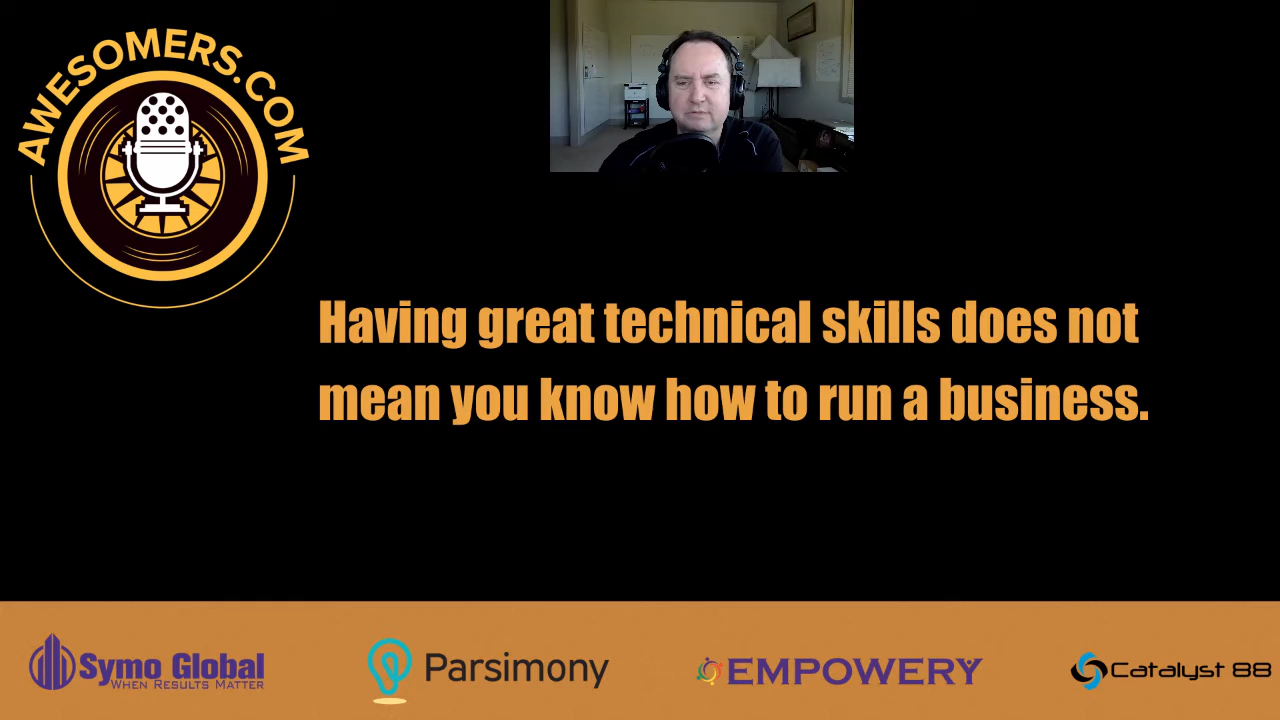 AWESOMERS.COM
Having great technical skills does not
mean you know how to run a business.
Symo Global
WHEN RESULTS MATTER
Parsimony
EMPOWERY
Catalyst 88